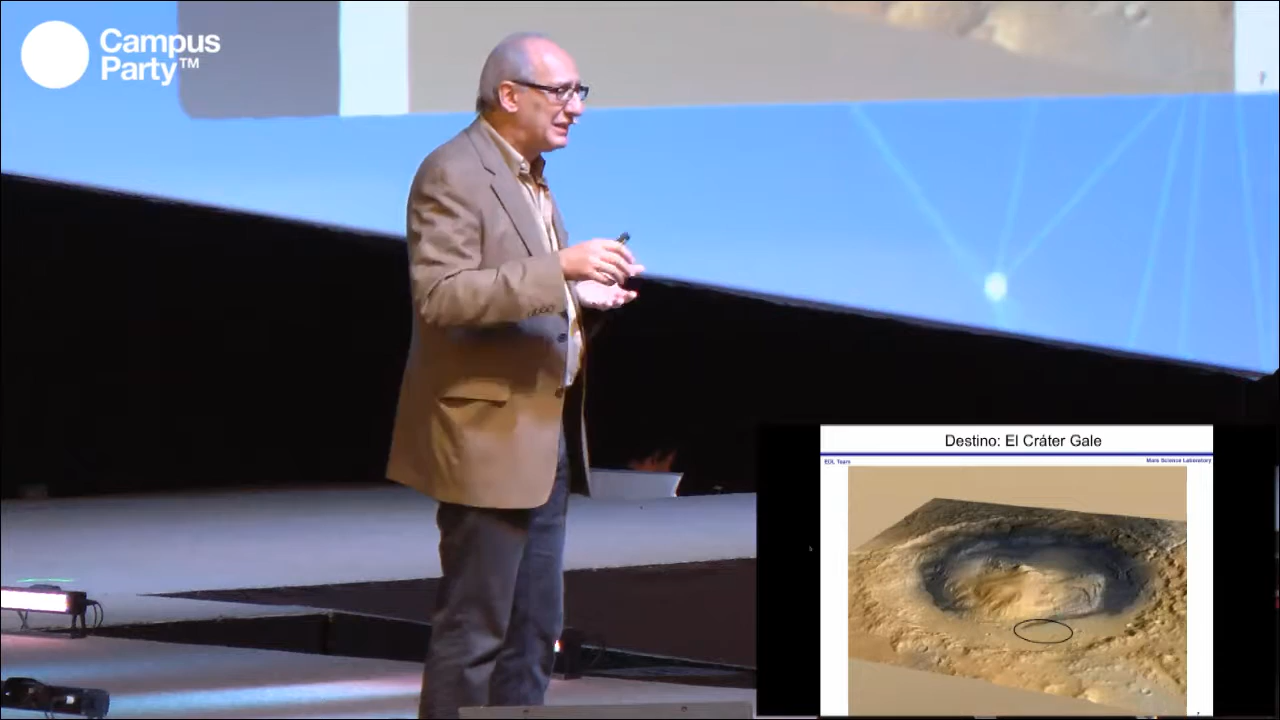 Campus
Party™
Destino: El Cráter Gale
EDL Team
Mars Science Laboratory